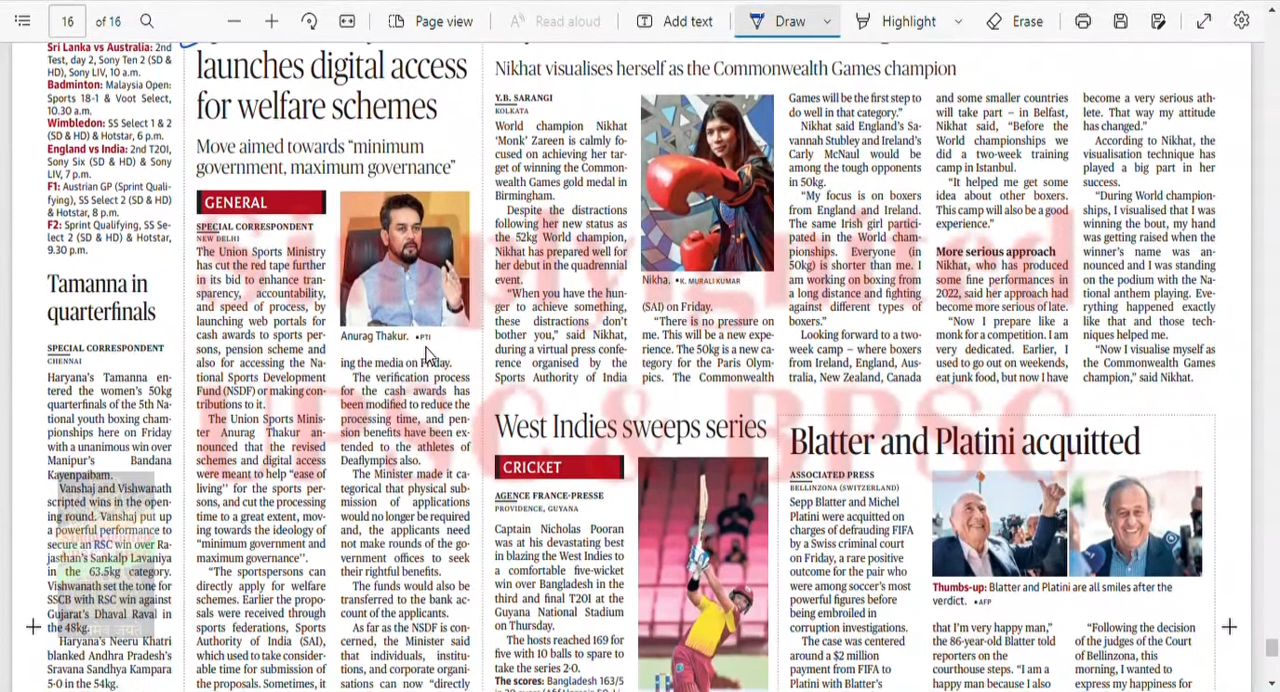 16
of 16
Page view
Read aloud
Add text
Draw
Highlight
Erase
Sri Lanka vs Australia: 2nd
Test, day 2, Sony Ten 2 (SD &
HD), Sony LIV, 10 a.m.
Badminton: Malaysia Open:
Sports 18-1 & Voot Select,
10.30 a.m.
Wimbledon: SS Select 1 & 2
(SD & HD) & Hotstar, 6 p.m.
England vs India: 2nd T20I,
Sony Six (SD & HD) & Sony
LIV, 7 p.m.
F1: Austrian GP (Sprint Quali-
fying), SS Select 2 (SD & HD)
& Hotstar, 8 p.m.
F2: Sprint Qualifying, SS Se-
lect 2 (SD & HD) & Hotstar,
9.30 p.m.
Tamanna in
quarterfinals
SPECIAL CORRESPONDENT
CHENNAI
Haryana's Tamanna en-
tered the women's 50kg
quarterfinals of the 5th Na-
tional youth boxing cham-
pionships here on Friday
with a unanimous win over
Manipur's Bandana
Kayenpaibam.
Vanshaj and Vishwanath
scripted wins in the open-
ing round. Vanshaj put up
a powerful performance to
secure an RSC win over Ra-
jasthan's Sankalp Lavaniya
in the 63.5kg category.
Vishwanath set the tone for
SSCB with RSC win against
Gujarat's Dhaval Raval in
the 48kg.
Haryana's Neeru Khatri
blanked Andhra Pradesh's
Sravana Sandhya Kampara
5-0 in the 54kg.
launches digital access
for welfare schemes
Move aimed towards “minimum
government, maximum governance”
GENERAL
SPECIAL CORRESPONDENT
NEW DELHI
The Union Sports Ministry
has cut the red tape further
in its bid to enhance tran-
sparency, accountability,
and speed of process, by
launching web portals for
cash awards to sports per-
sons, pension scheme and
also for accessing the Na-
tional Sports Development
Fund (NSDF) or making con-
tributions to it.
The Union Sports Minis-
ter Anurag Thakur an-
nounced that the revised
schemes and digital access
were meant to help “ease of
living” for the sports per-
sons, and cut the processing
time to a great extent, mov-
ing towards the ideology of
“minimum government and
maximum governance”.
“The sportspersons can
directly apply for welfare
schemes. Earlier the propo-
sals were received through
sports federations, Sports
Authority of India (SAI),
which used to take consider-
able time for submission of
the proposals. Sometimes, it
Anurag Thakur. •PTI
ing the media on Friday.
The verification process
for the cash awards has
been modified to reduce the
processing time, and pen-
sion benefits have been ex-
tended to the athletes of
Deaflympics also.
The Minister made it ca-
tegorical that physical sub-
mission of applications
would no longer be required
and, the applicants need
not make rounds of the go-
vernment offices to seek
their rightful benefits.
The funds would also be
transferred to the bank ac-
count of the applicants.
As far as the NSDF is con-
cerned, the Minister said
that individuals, institu-
tions, and corporate organi-
sations can now “directly
Nikhat visualises herself as the Commonwealth Games champion
Y.B. SARANGI
KOLKATA
World champion Nikhat
‘Monk’ Zareen is calmly fo-
cused on achieving her tar-
get of winning the Common-
wealth Games gold medal in
Birmingham.
Despite the distractions
following her new status as
the 52kg World champion,
Nikhat has prepared well for
her debut in the quadrennial
event.
“When you have the hun-
ger to achieve something,
these distractions don't
bother you,” said Nikhat,
during a virtual press confe-
rence organised by the
Sports Authority of India
Nikha. •K. MURALI KUMAR
(SAI) on Friday.
“There is no pressure on
me. This will be a new expe-
rience. The 50kg is a new ca-
tegory for the Paris Olym-
pics. The Commonwealth
Games will be the first step to
do well in that category.”
Nikhat said England's Sa-
vannah Stubley and Ireland's
Carly McNaul would be
among the tough opponents
in 50kg.
“My focus is on boxers
from England and Ireland.
The same Irish girl partici-
pated in the World cham-
pionships. Everyone (in
50kg) is shorter than me. I
am working on boxing from
a long distance and fighting
against different types of
boxers.”
Looking forward to a two-
week camp – where boxers
from Ireland, England, Aus-
tralia, New Zealand, Canada
and some smaller countries
will take part – in Belfast,
Nikhat said, “Before the
World championships we
did a two-week training
camp in Istanbul.
“It helped me get some
idea about other boxers.
This camp will also be a good
experience.”
More serious approach
Nikhat, who has produced
some fine performances in
2022, said her approach had
become more serious of late.
“Now I prepare like a
monk for a competition. I am
very dedicated. Earlier, I
used to go out on weekends,
eat junk food, but now I have
become a very serious ath-
lete. That way my attitude
has changed.”
According to Nikhat, the
visualisation technique has
played a big part in her
success.
“During World champion-
ships, I visualised that I was
winning the bout, my hand
was getting raised when the
winner's name was an-
nounced and I was standing
on the podium with the Na-
tional anthem playing. Eve-
rything happened exactly
like that and those tech-
niques helped me.
“Now I visualise myself as
the Commonwealth Games
champion,” said Nikhat.
West Indies sweeps series
CRICKET
AGENCE FRANCE-PRESSE
PROVIDENCE, GUYANA
Captain Nicholas Pooran
was at his devastating best
in blazing the West Indies to
a comfortable five-wicket
win over Bangladesh in the
third and final T20I at the
Guyana National Stadium
on Thursday.
The hosts reached 169 for
five with 10 balls to spare to
take the series 2-0.
The scores: Bangladesh 163/5
Blatter and Platini acquitted
ASSOCIATED PRESS
BELLINZONA (SWITZERLAND)
Sepp Blatter and Michel
Platini were acquitted on
charges of defrauding FIFA
by a Swiss criminal court
on Friday, a rare positive
outcome for the pair who
were among soccer's most
powerful figures before
being embroiled in
corruption investigations.
The case was centered
around a $2 million
payment from FIFA to
Platini with Blatter's
Thumbs-up: Blatter and Platini are all smiles after the
verdict. •AFP
that I'm very happy man,”
the 86-year-old Blatter told
reporters on the
courthouse steps. “I am a
happy man because I also
“Following the decision
of the judges of the Court
of Bellinzona, this
morning, I wanted to
express my happiness for
C & BPSC